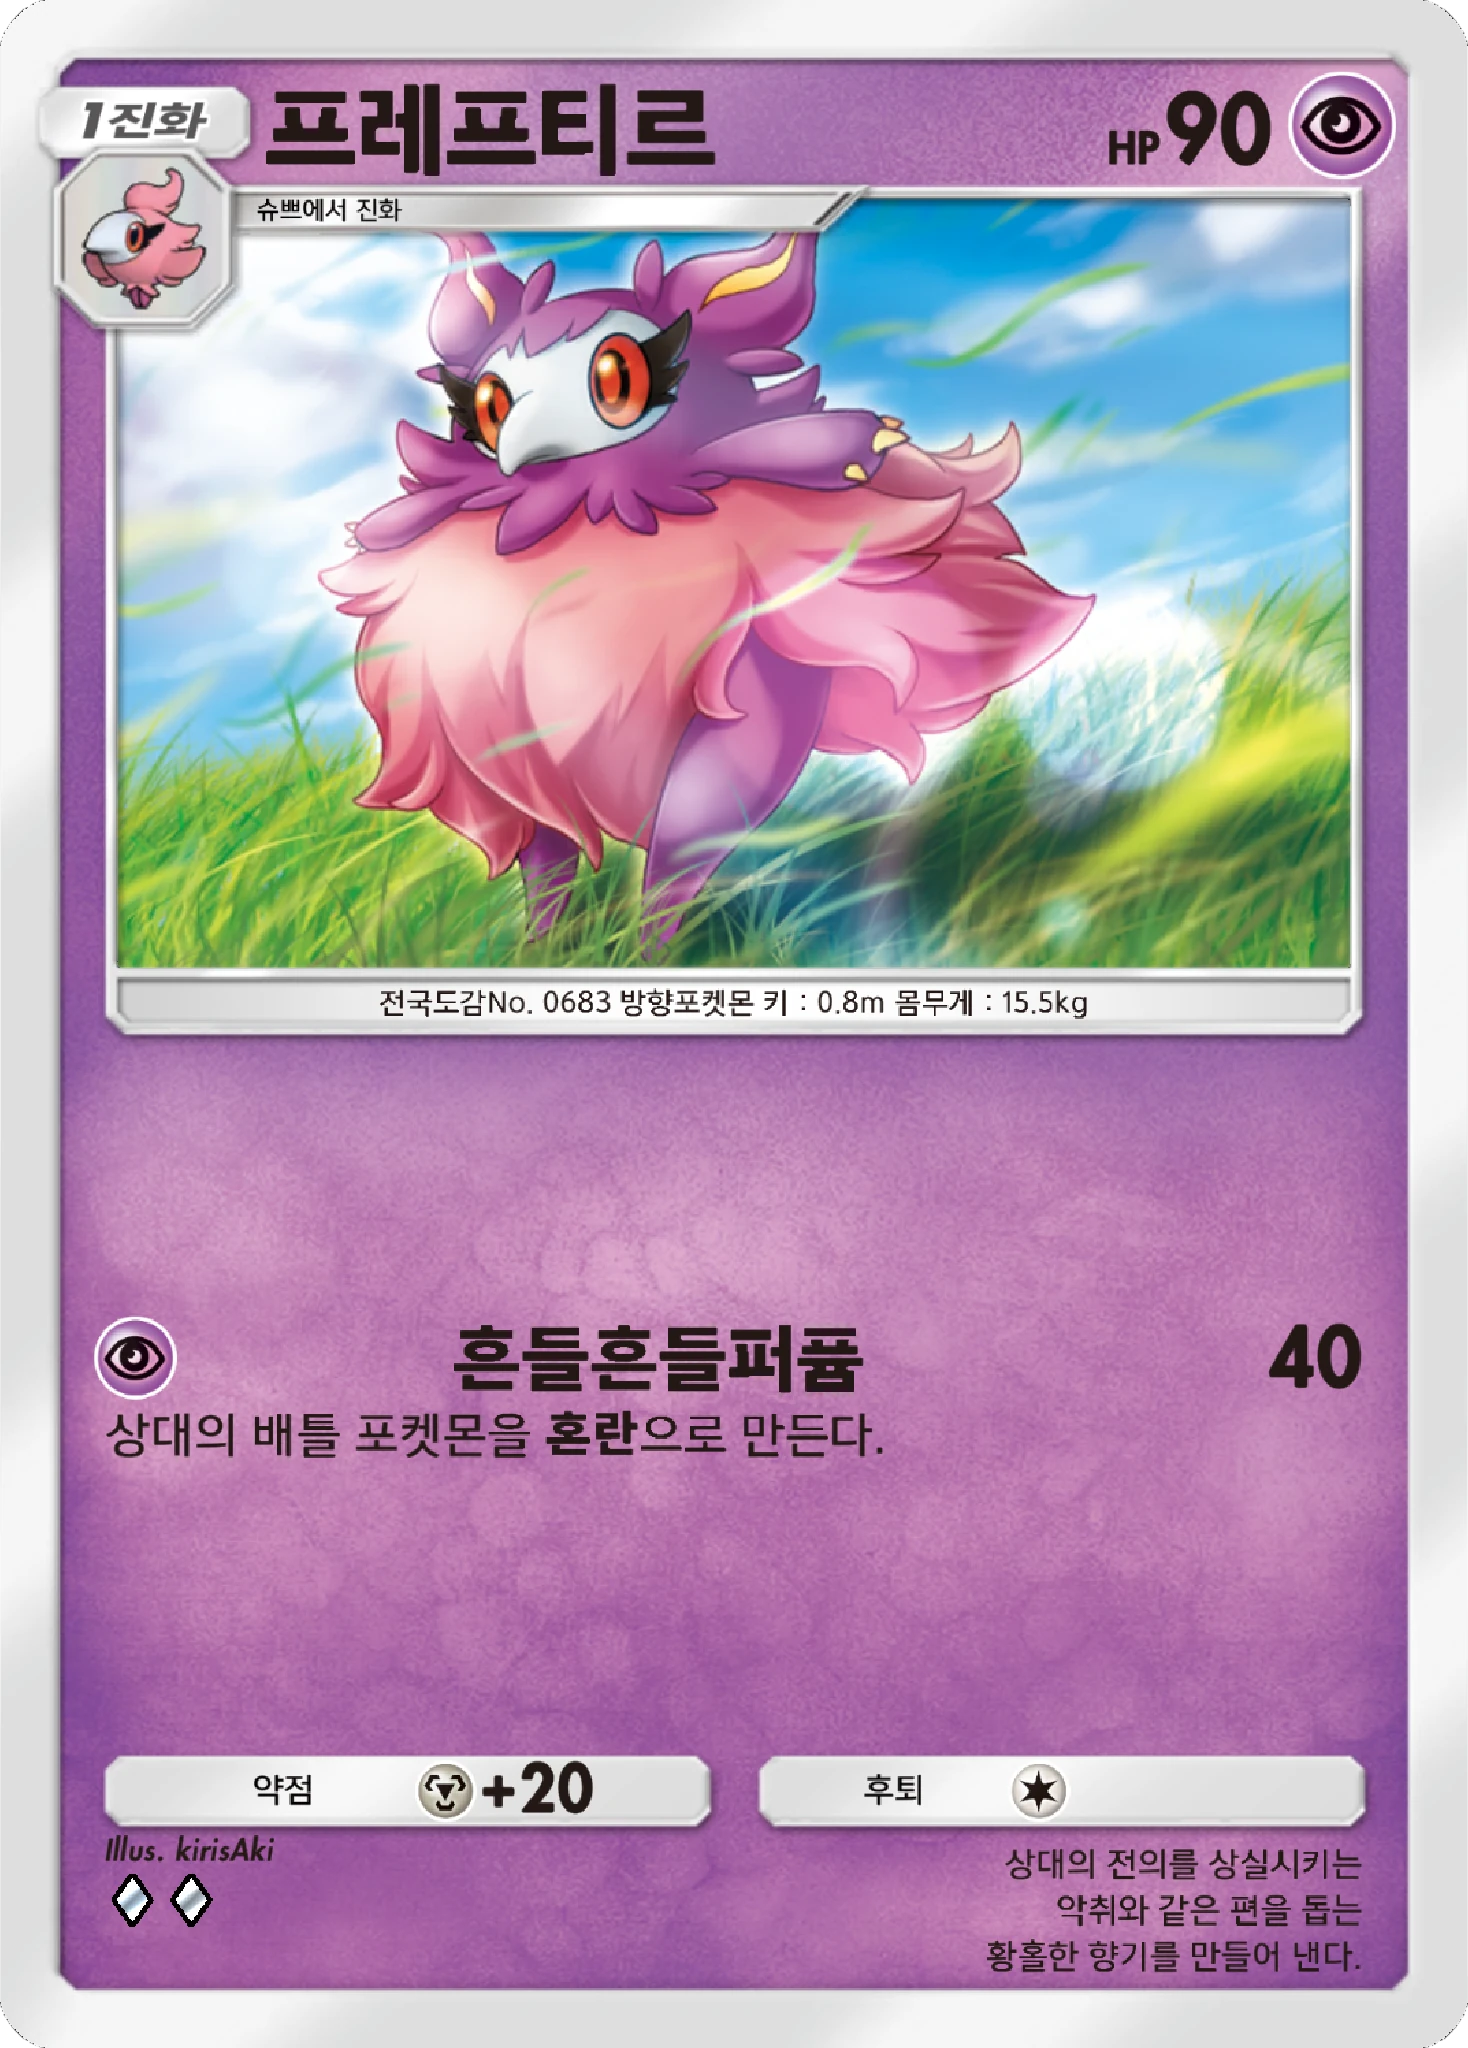 1진화
프레프티르
HP 90
슈쁘에서 진화
전국도감No. 0683 방향포켓몬 키 : 0.8m 몸무게 : 15.5kg
흔들흔들퍼퓸 40
상대의 배틀 포켓몬을 혼란으로 만든다.
약점 +20
후퇴
Illus. kirisAki
상대의 전의를 상실시키는
악취와 같은 편을 돕는
황홀한 향기를 만들어 낸다.